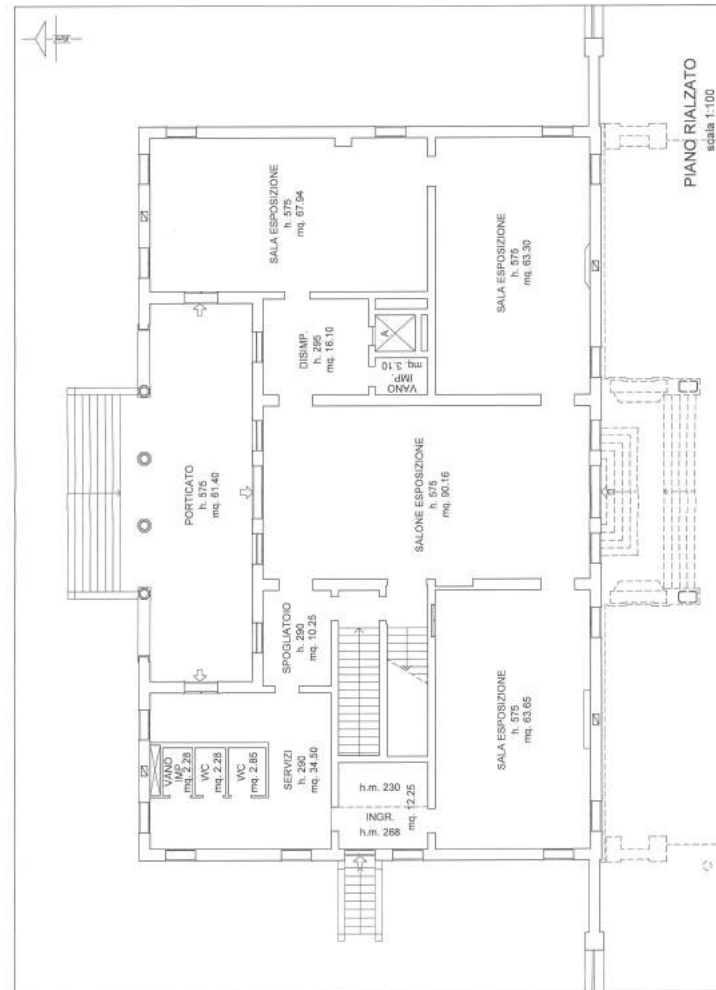 PIANO RIALZATO
scala 1:100
SALA ESPOSIZIONE
h. 575
mq. 67.94
SALA ESPOSIZIONE
h. 575
mq. 63.30
DISIMP.
h. 295
mq. 16.10
A
VANO
IMP.
mq. 3.10
PORTICATO
h. 575
mq. 61.40
SALONE ESPOSIZIONE
h. 575
mq. 90.16
SPOGLIATOIO
h. 290
mq. 10.25
SALA ESPOSIZIONE
h. 575
mq. 63.65
VANO
IMP.
mq. 2.28
WC
mq. 2.28
WC
mq. 2.85
SERVIZI
h. 290
mq. 34.50
h.m. 230
INGR.
mq. 12.25
h.m. 268